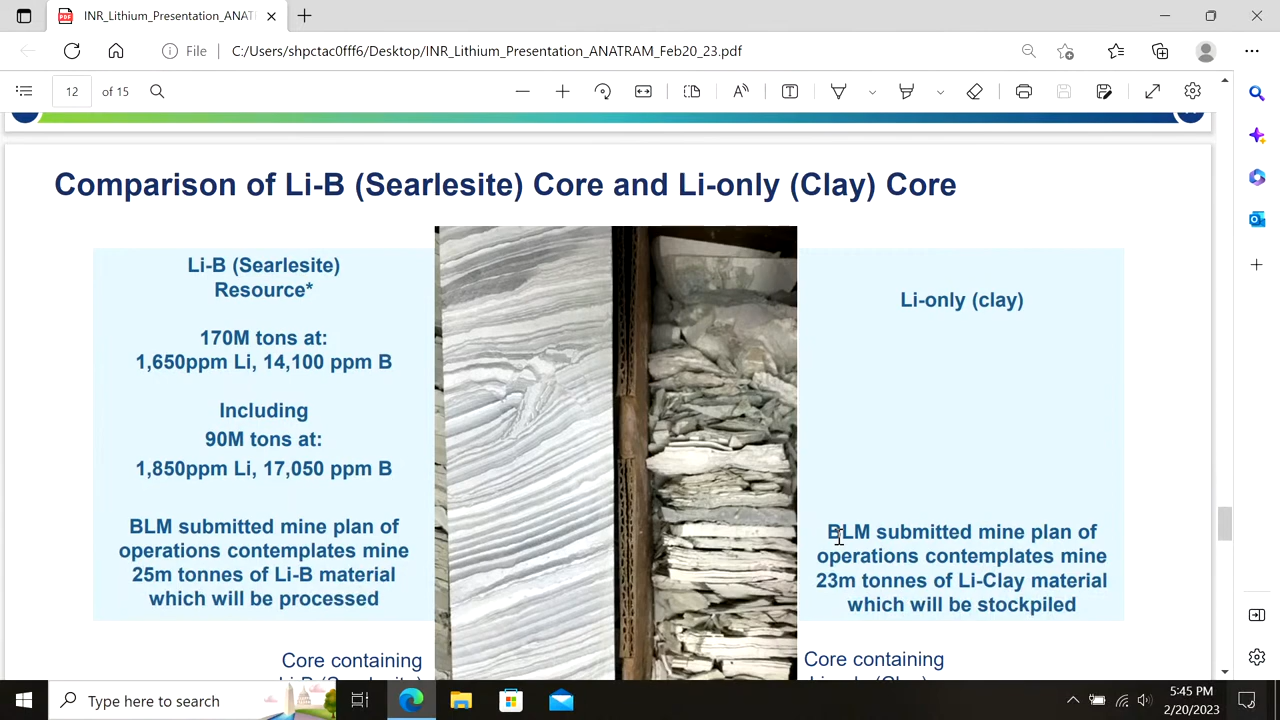 INR_Lithium_Presentation_ANAT
File
C:/Users/shpctac0fff6/Desktop/INR_Lithium_Presentation_ANATRAM_Feb20_23.pdf
12
of 15
Comparison of Li-B (Searlesite) Core and Li-only (Clay) Core
Li-B (Searlesite)
Resource*
170M tons at:
1,650ppm Li, 14,100 ppm B
Including
90M tons at:
1,850ppm Li, 17,050 ppm B
BLM submitted mine plan of
operations contemplates mine
25m tonnes of Li-B material
which will be processed
Core containing
Li-only (clay)
BLM submitted mine plan of
operations contemplates mine
23m tonnes of Li-Clay material
which will be stockpiled
Core containing
Type here to search
5:45 PM
2/20/2023